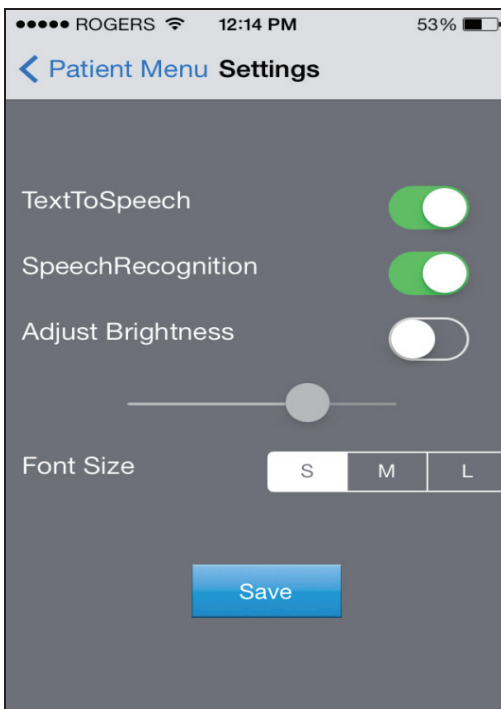 ROGERS 12:14 PM 53%
Patient Menu Settings
TextToSpeech
SpeechRecognition
Adjust Brightness
Font Size S M L
Save